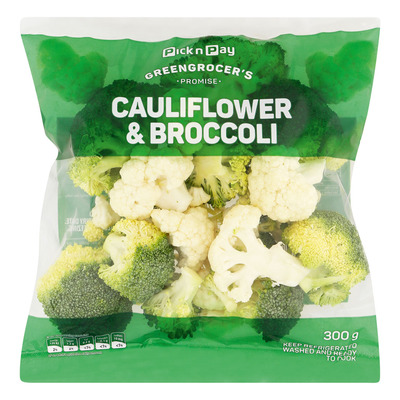 Pick n Pay
GREENGROCER'S
PROMISE
CAULIFLOWER
& BROCCOLI
300 g
KEEP REFRIGERATED
WASHED AND READY
TO COOK